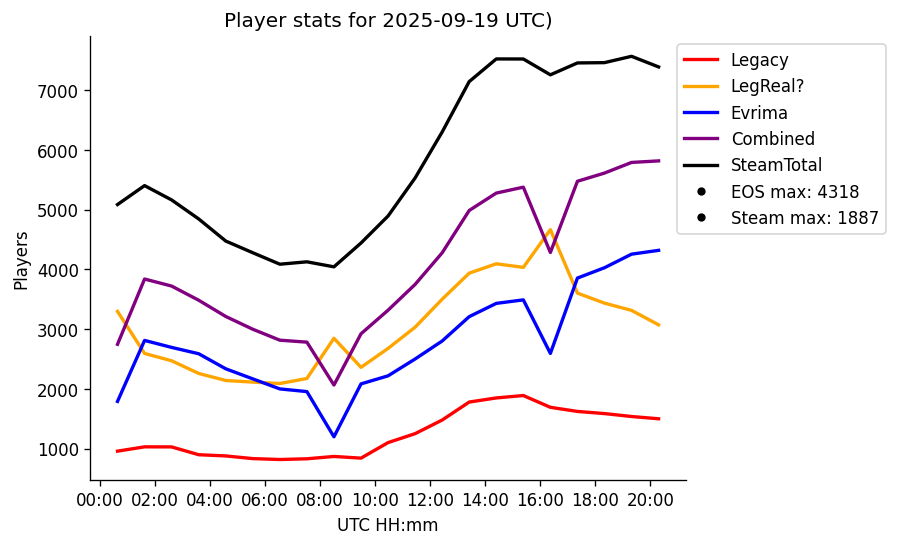 Player stats for 2025-09-19 UTC)
Players
7000
6000
5000
4000
3000
2000
1000
00:00 02:00 04:00 06:00 08:00 10:00 12:00 14:00 16:00 18:00 20:00
UTC HH:mm
Legacy
LegReal?
Evrima
Combined
SteamTotal
EOS max: 4318
Steam max: 1887